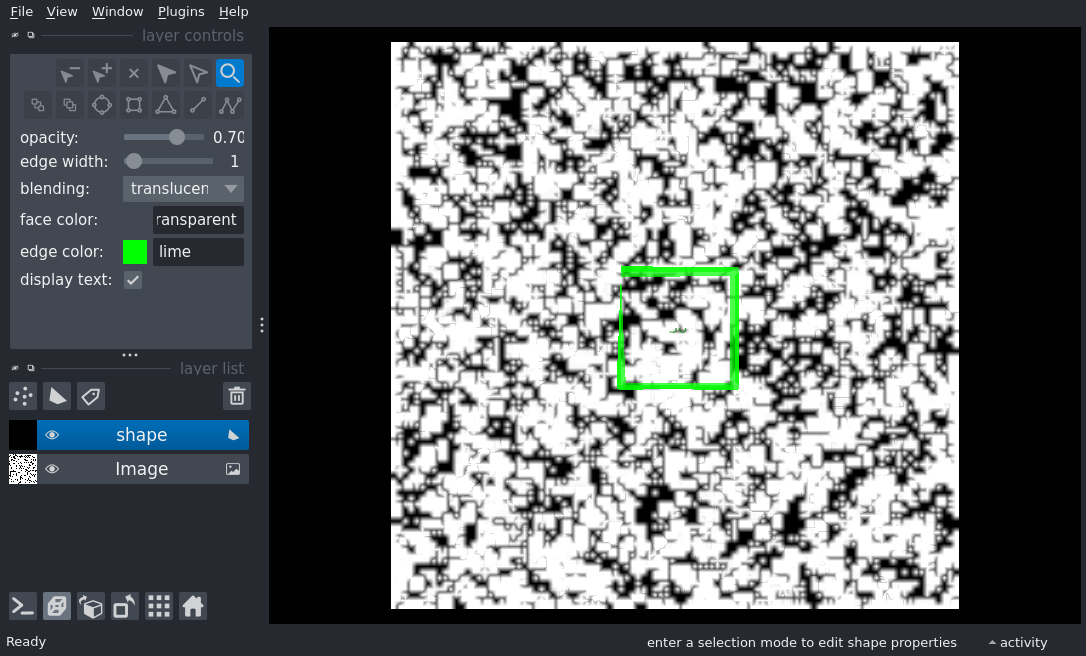 File View Window Plugins Help
layer controls
opacity: 0.70
edge width: 1
blending: translucen
face color: ransparent
edge color: lime
display text:
layer list
shape
Image
Ready
enter a selection mode to edit shape properties
activity